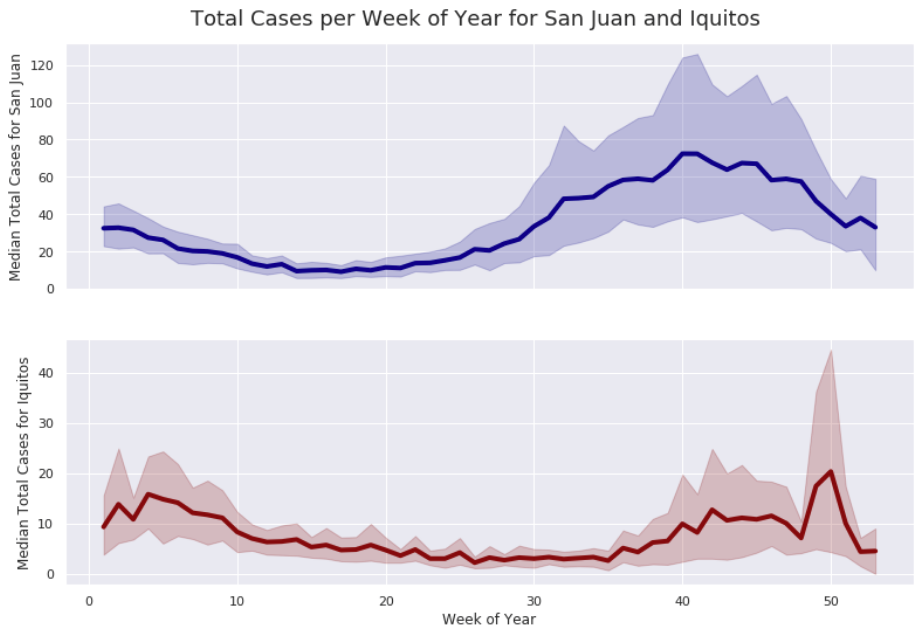 Total Cases per Week of Year for San Juan and Iquitos
Median Total Cases for San Juan
120
100
80
60
40
20
0
Median Total Cases for Iquitos
40
30
20
10
0
0 10 20 30 40 50
Week of Year